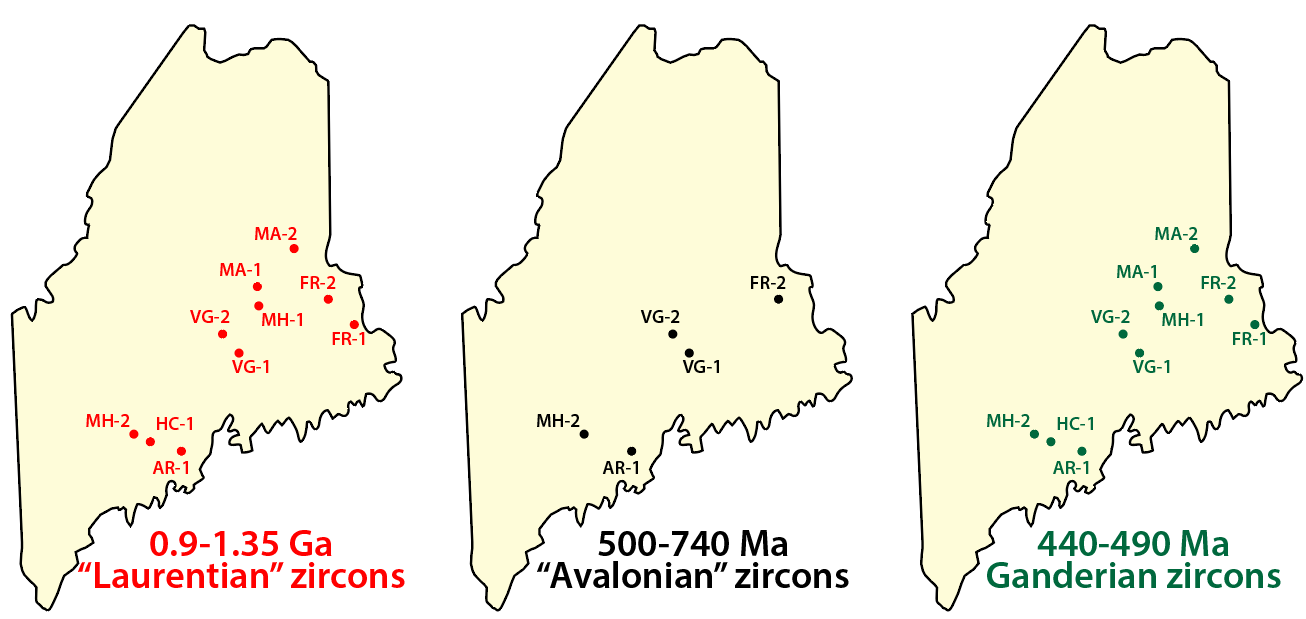 MA-2
MA-1
FR-2
VG-2
MH-1
FR-1
VG-1
MH-2
HC-1
AR-1
0.9-1.35 Ga
“Laurentian” zircons
FR-2
VG-2
VG-1
MH-2
AR-1
500-740 Ma
“Avalonian” zircons
MA-2
MA-1
FR-2
VG-2
MH-1
FR-1
VG-1
MH-2
HC-1
AR-1
440-490 Ma
Ganderian zircons